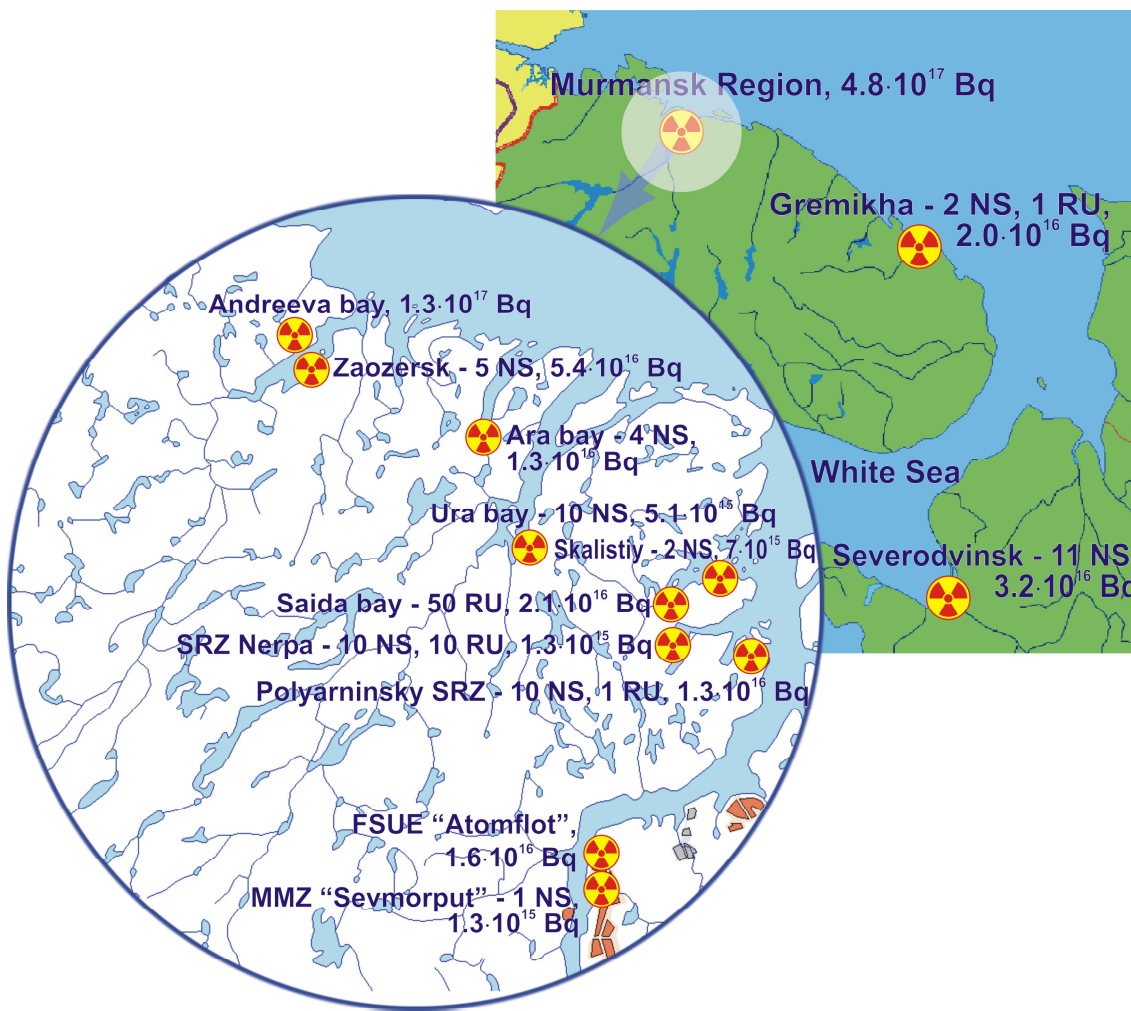 Murmansk Region, 4.8·10¹⁷ Bq
Gremikha - 2 NS, 1 RU,
2.0·10¹⁶ Bq
Andreeva bay, 1.3·10¹⁷ Bq
Zaozersk - 5 NS, 5.4·10¹⁶ Bq
Ara bay - 4 NS,
1.3·10¹⁶ Bq
White Sea
Ura bay - 10 NS, 5.1·10¹⁵ Bq
Skalistiy - 2 NS, 7·10¹⁵ Bq
Severodvinsk - 11 NS
3.2·10¹⁶ Bq
Saida bay - 50 RU, 2.1·10¹⁶ Bq
SRZ Nerpa - 10 NS, 10 RU, 1.3·10¹⁵ Bq
Polyarninsky SRZ - 10 NS, 1 RU, 1.3·10¹⁶ Bq
FSUE “Atomflot”,
1.6·10¹⁶ Bq
MMZ “Sevmorput” - 1 NS,
1.3·10¹⁵ Bq